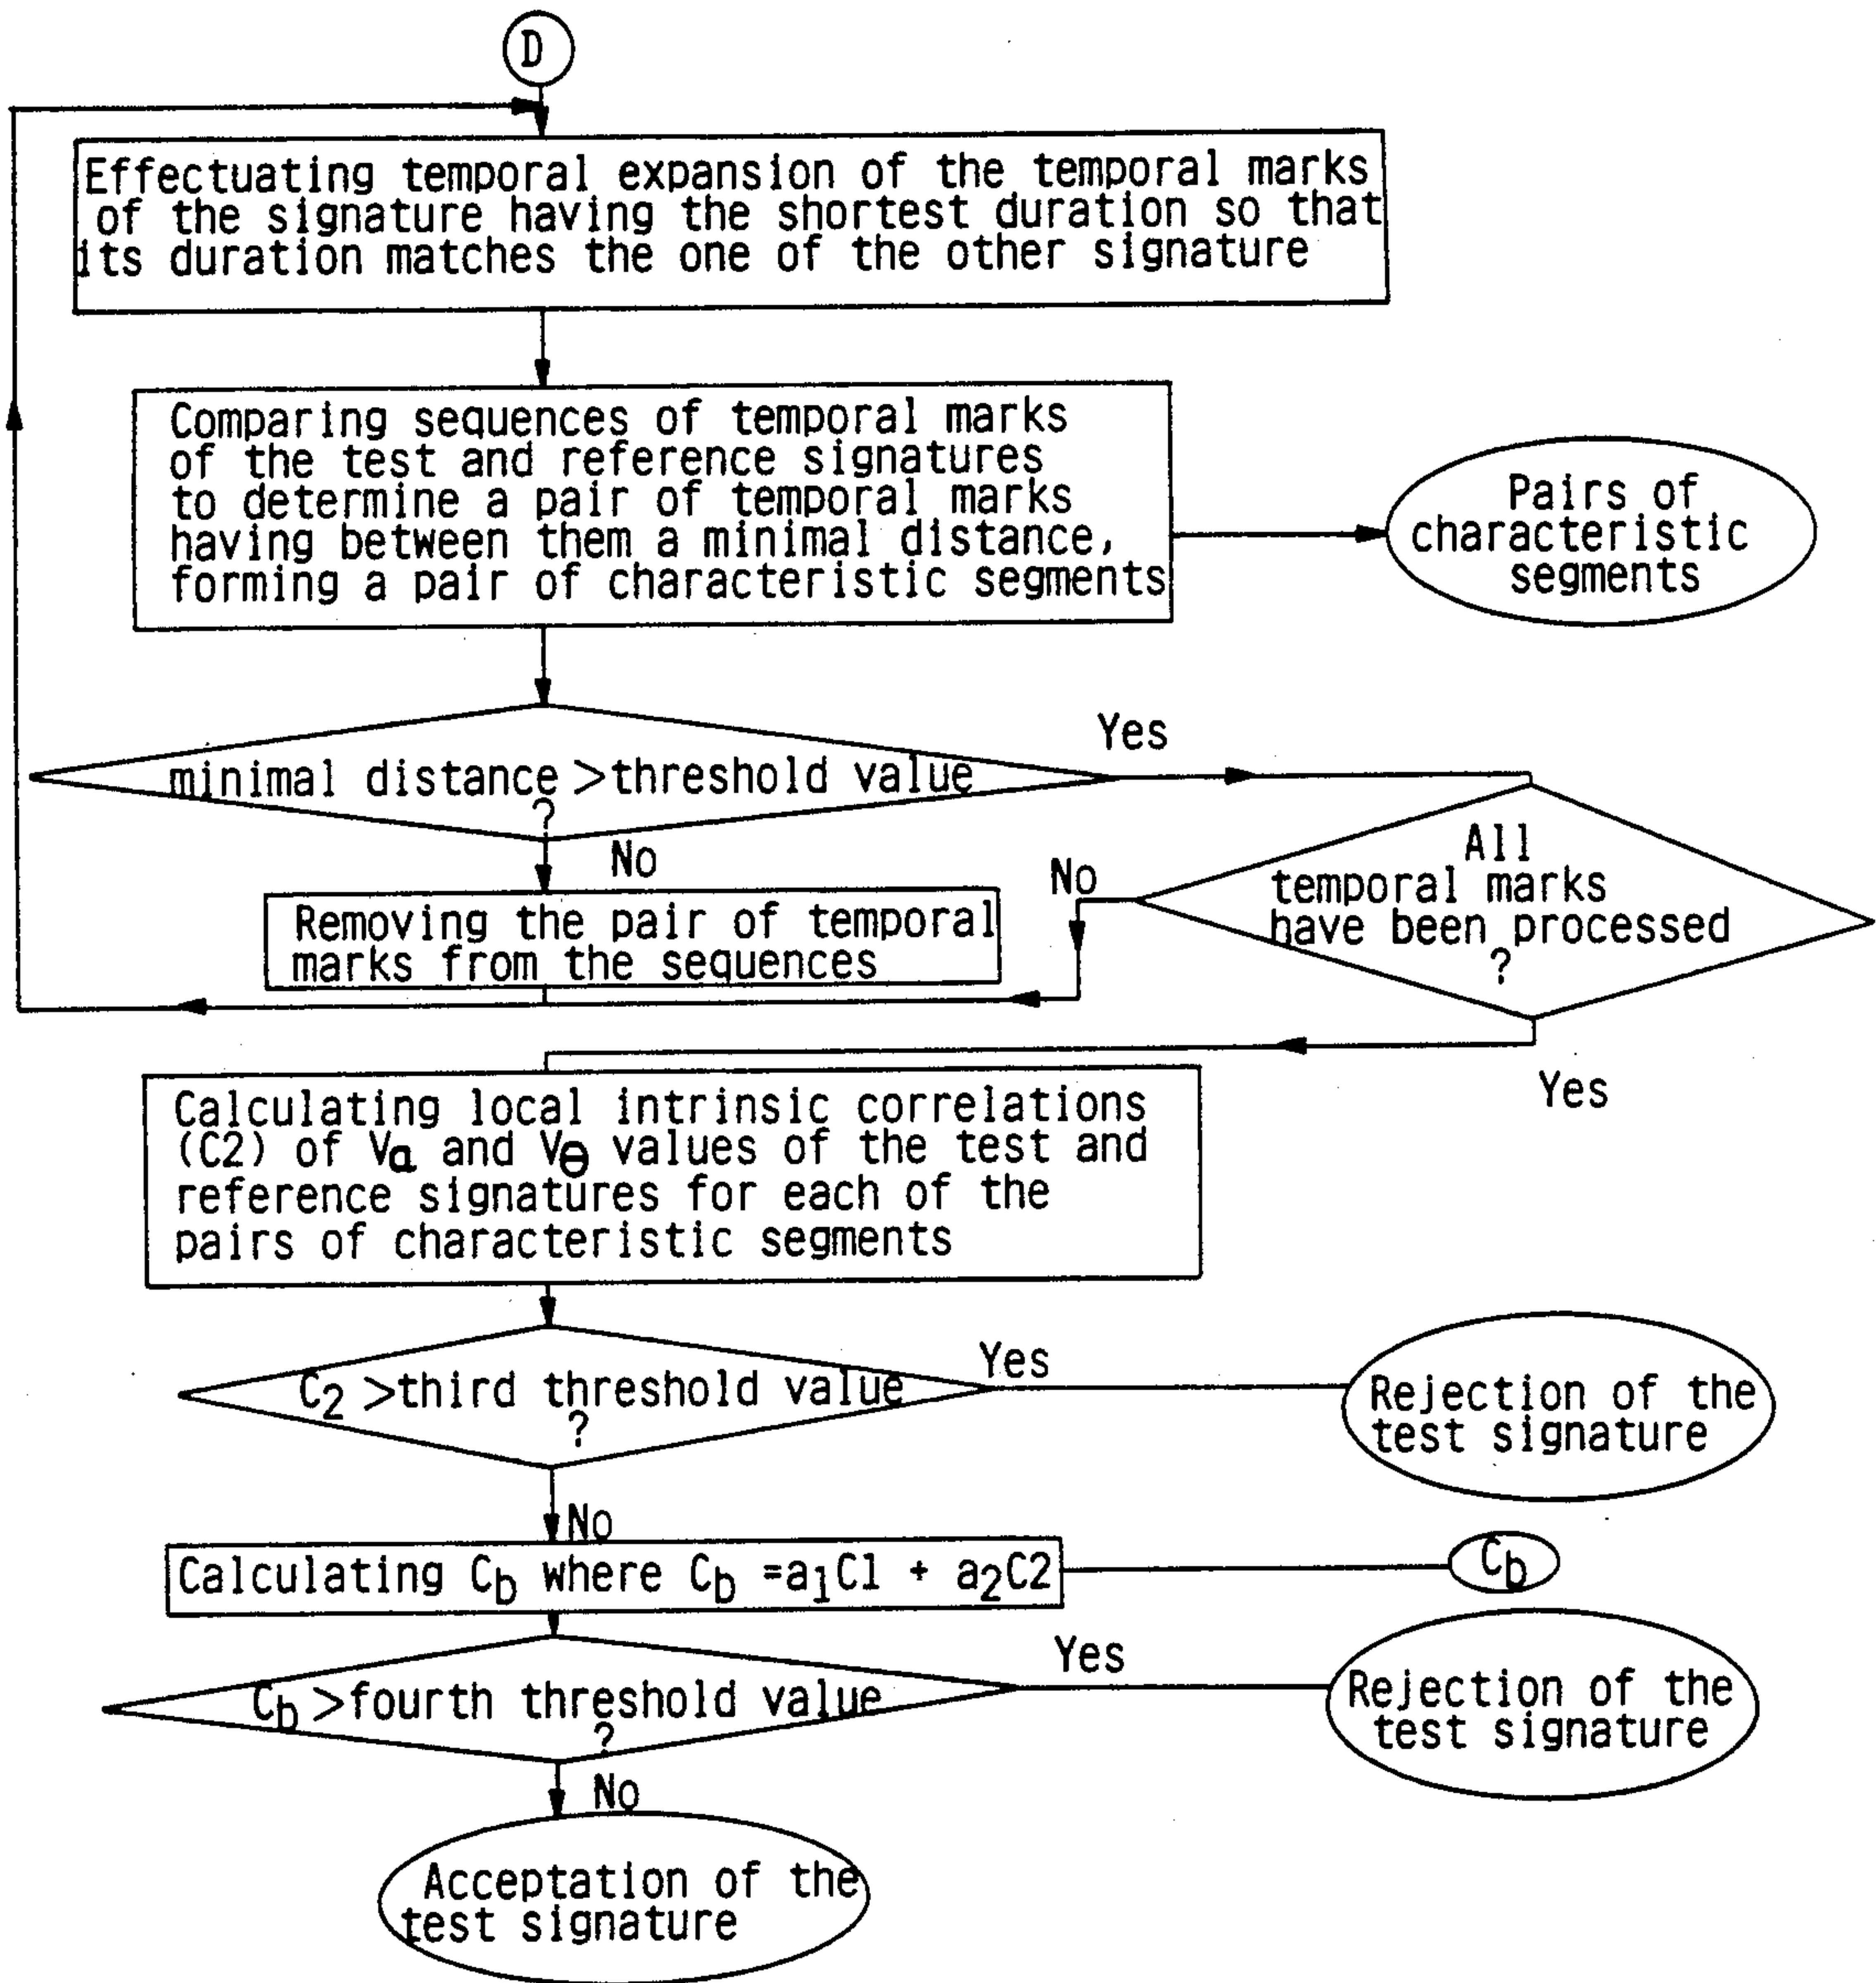 D
Effectuating temporal expansion of the temporal marks
of the signature having the shortest duration so that
its duration matches the one of the other signature
Comparing sequences of temporal marks
of the test and reference signatures
to determine a pair of temporal marks
having between them a minimal distance,
forming a pair of characteristic segments
Pairs of
characteristic
segments
minimal distance >threshold value
?
Yes
No
All
temporal marks
have been processed
?
No
Yes
Removing the pair of temporal
marks from the sequences
Calculating local intrinsic correlations
(C2) of Va and Vθ values of the test and
reference signatures for each of the
pairs of characteristic segments
C2 >third threshold value
?
Yes
Rejection of the
test signature
No
Calculating Cb where Cb =a1C1 + a2C2
Cb
Cb >fourth threshold value
?
Yes
Rejection of the
test signature
No
Acceptation of the
test signature